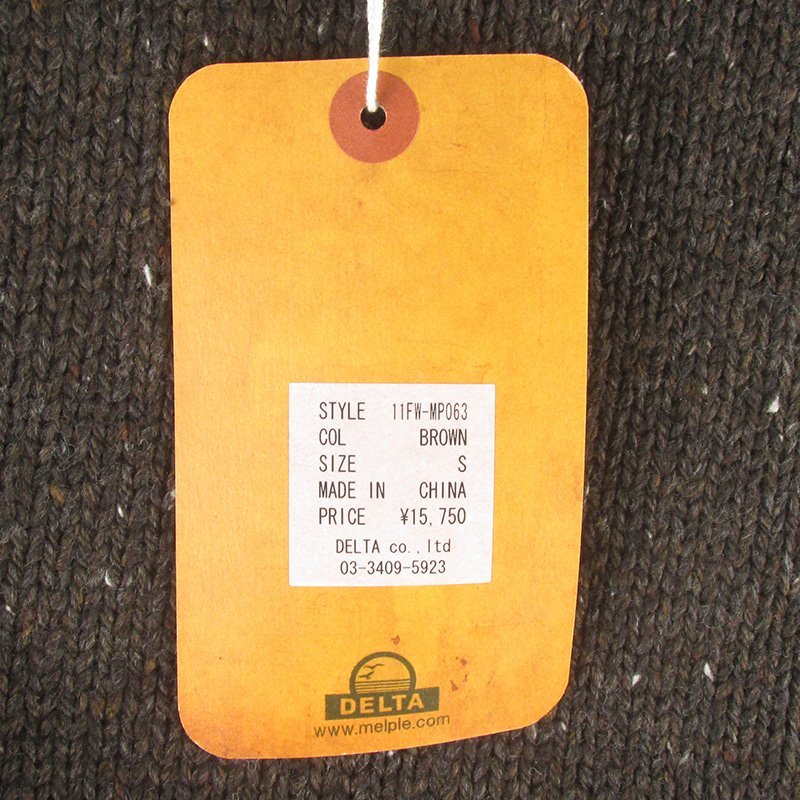 STYLE 11FW-MP063
COL BROWN
SIZE S
MADE IN CHINA
PRICE ¥15,750
DELTA co.,ltd
03-3409-5923
DELTA
www.melple.com